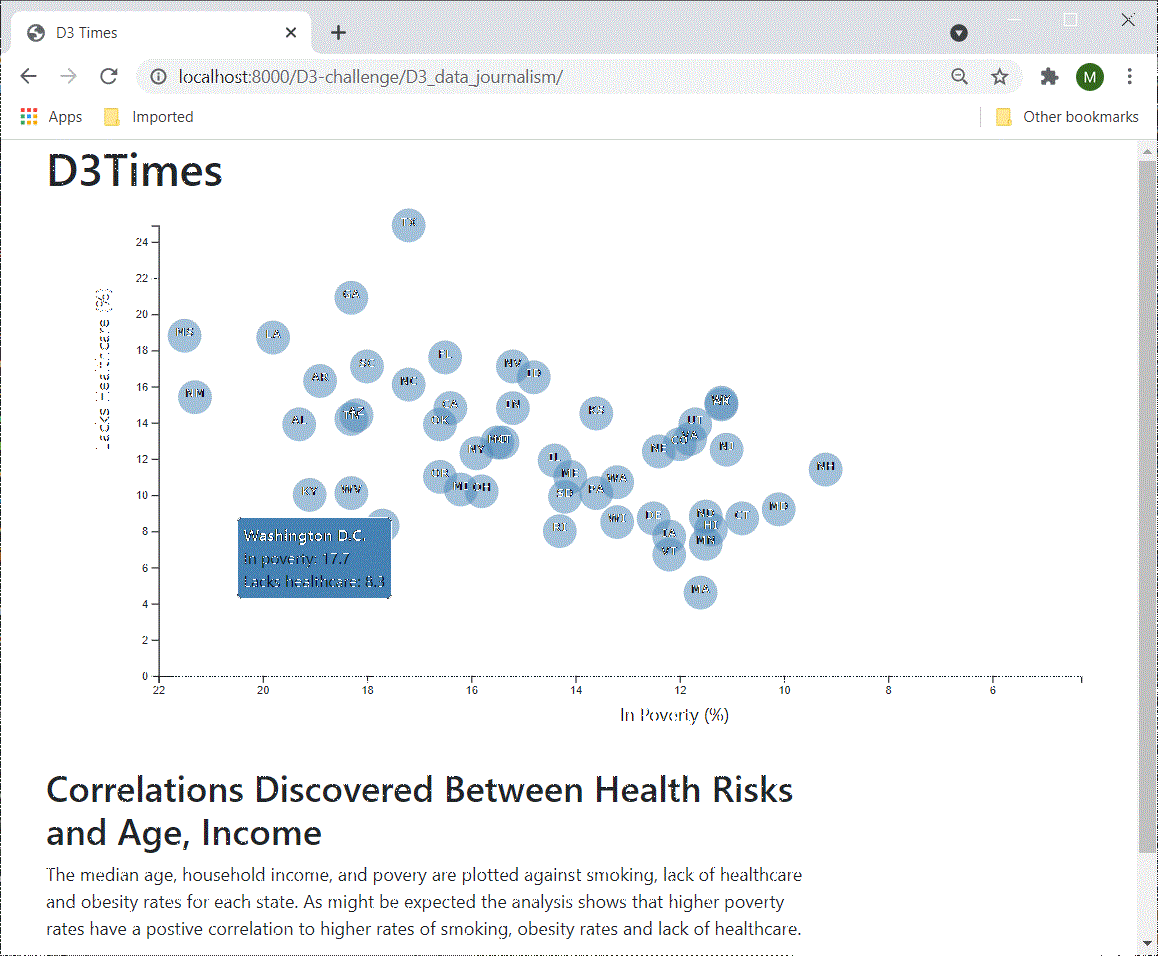 D3 Times
localhost:8000/D3-challenge/D3_data_journalism/
M
Apps
Imported
Other bookmarks
D3Times
24
22
20
18
16
14
12
10
8
6
4
2
0
Lacks Healthcare (%)
TX
GA
MS
LA
FL
SC
NV
ID
AR
NC
NM
CA
IN
KS
AL
OK
UT
NY
IL
NE
CO
NJ
NH
OR
ME
WA
KY
WV
MI
OH
SD
PA
MD
RI
WI
DE
ND
CT
HI
IA
MN
VT
MA
Washington D.C.
In poverty: 17.7
Lacks healthcare: 8.3
22
20
18
16
14
12
10
8
6
In Poverty (%)
Correlations Discovered Between Health Risks
and Age, Income
The median age, household income, and povery are plotted against smoking, lack of healthcare
and obesity rates for each state. As might be expected the analysis shows that higher poverty
rates have a postive correlation to higher rates of smoking, obesity rates and lack of healthcare.